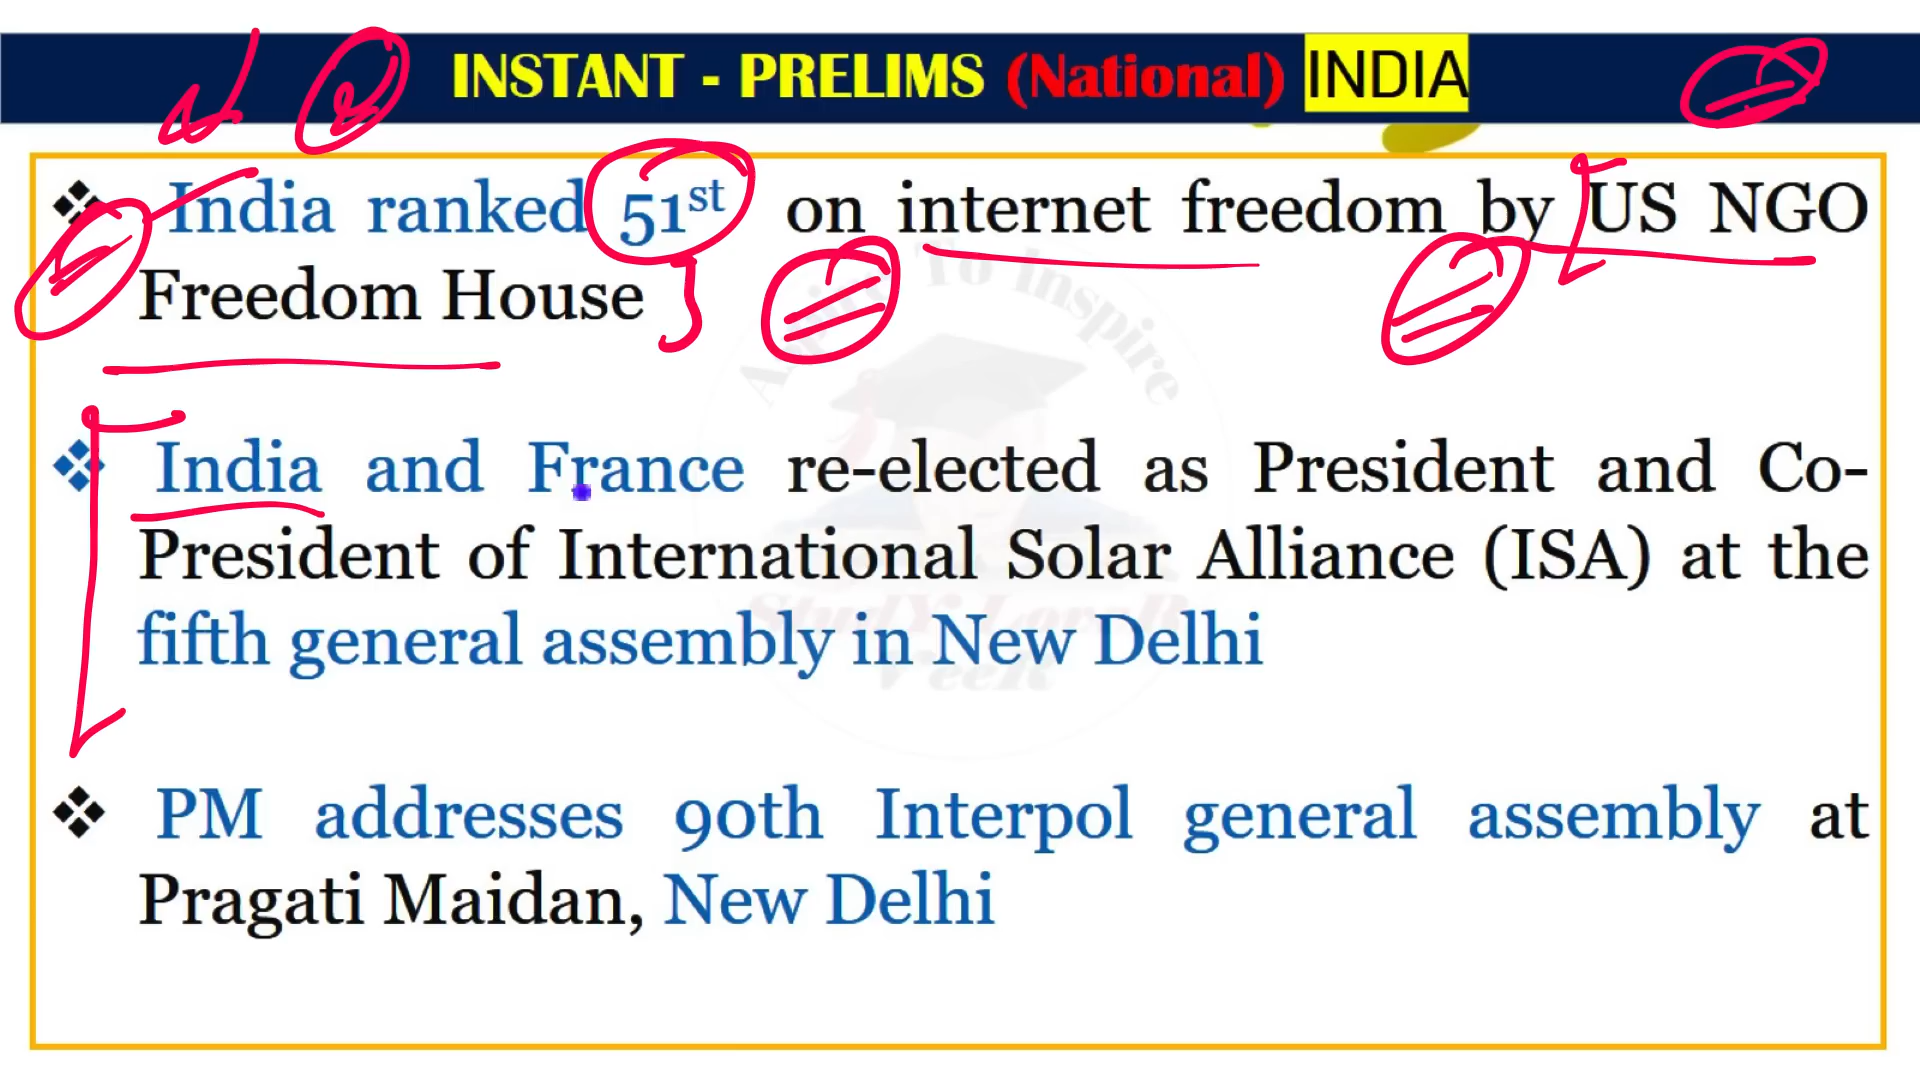 INSTANT - PRELIMS (National) INDIA
❖ India ranked 51st on internet freedom by US NGO
Freedom House
❖ India and France re-elected as President and Co-
President of International Solar Alliance (ISA) at the
fifth general assembly in New Delhi
❖ PM addresses 90th Interpol general assembly at
Pragati Maidan, New Delhi
To Inspire